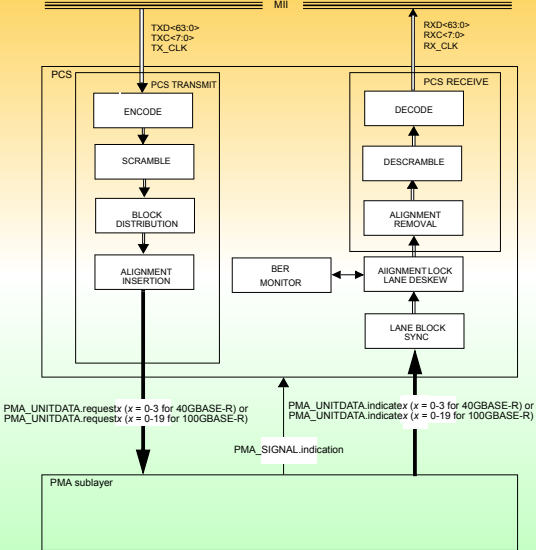 MII
TXD<63:0>
TXC<7:0>
TX_CLK
RXD<63:0>
RXC<7:0>
RX_CLK
PCS
PCS TRANSMIT
PCS RECEIVE
ENCODE
SCRAMBLE
BLOCK
DISTRIBUTION
ALIGNMENT
INSERTION
DECODE
DESCRAMBLE
ALIGNMENT
REMOVAL
BER
MONITOR
AlIGNMENT LOCK
LANE DESKEW
LANE BLOCK
SYNC
PMA_UNITDATA.requestx (x = 0-3 for 40GBASE-R) or
PMA_UNITDATA.requestx (x = 0-19 for 100GBASE-R)
PMA_UNITDATA.indicatex (x = 0-3 for 40GBASE-R) or
PMA_UNITDATA.indicatex (x = 0-19 for 100GBASE-R)
PMA_SIGNAL.indication
PMA sublayer